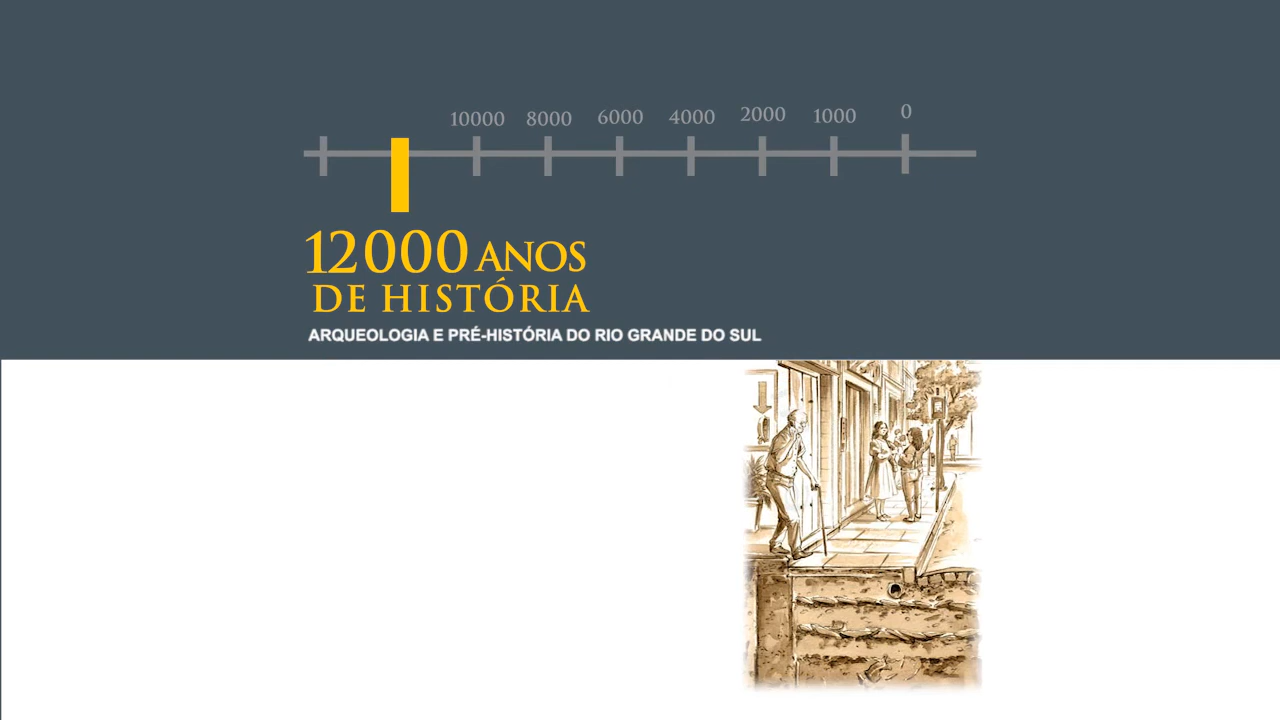 10000 8000 6000 4000 2000 1000 0
12000 ANOS
DE HISTÓRIA
ARQUEOLOGIA E PRÉ-HISTÓRIA DO RIO GRANDE DO SUL